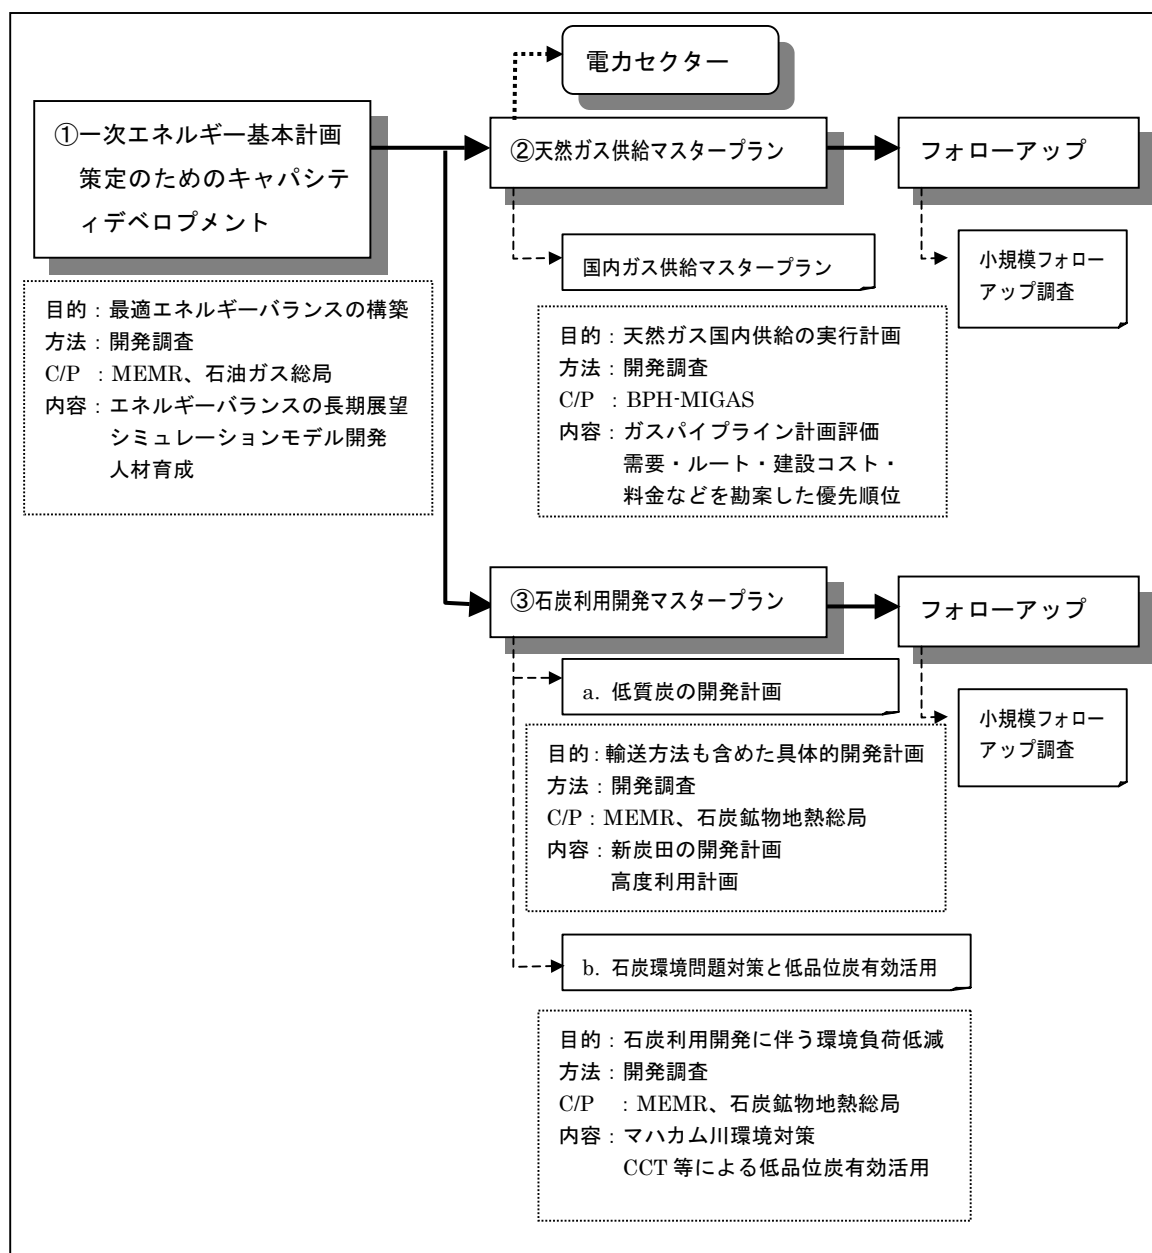 電力セクター
①一次エネルギー基本計画
策定のためのキャパシテ
ィデベロプメント
②天然ガス供給マスタープラン
フォローアップ
国内ガス供給マスタープラン
小規模フォロー
アップ調査
目的：最適エネルギーバランスの構築
方法：開発調査
C/P ：MEMR、石油ガス総局
内容：エネルギーバランスの長期展望
シミュレーションモデル開発
人材育成
目的：天然ガス国内供給の実行計画
方法：開発調査
C/P ：BPH-MIGAS
内容：ガスパイプライン計画評価
需要・ルート・建設コスト・
料金などを勘案した優先順位
③石炭利用開発マスタープラン
フォローアップ
a. 低質炭の開発計画
小規模フォロー
アップ調査
目的：輸送方法も含めた具体的開発計画
方法：開発調査
C/P：MEMR、石炭鉱物地熱総局
内容：新炭田の開発計画
高度利用計画
b. 石炭環境問題対策と低品位炭有効活用
目的：石炭利用開発に伴う環境負荷低減
方法：開発調査
C/P ：MEMR、石炭鉱物地熱総局
内容：マハカム川環境対策
CCT 等による低品位炭有効活用